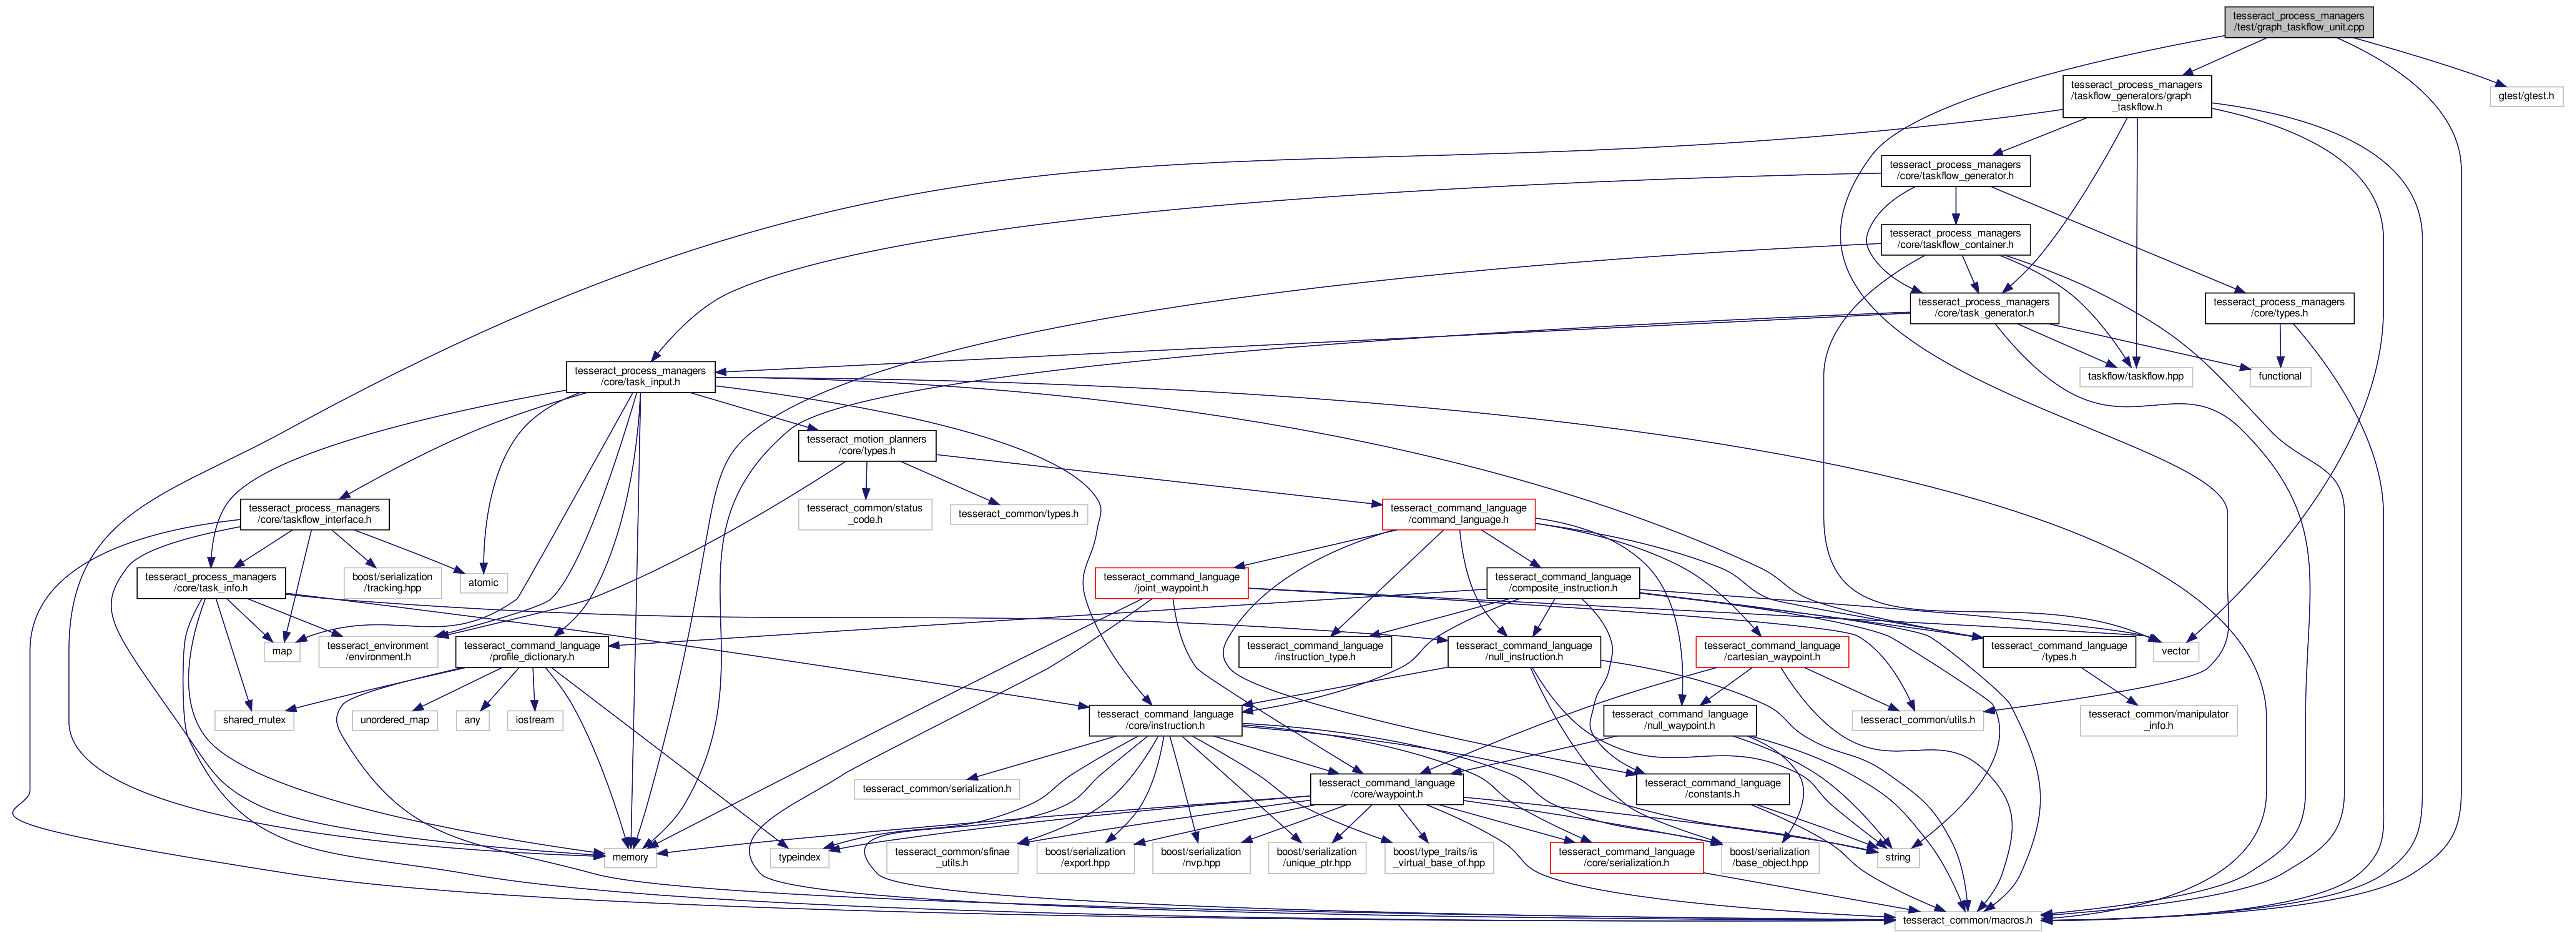 tesseract_process_managers
/test/graph_taskflow_unit.cpp
tesseract_process_managers
/taskflow_generators/graph
_taskflow.h
gtest/gtest.h
tesseract_process_managers
/core/taskflow_generator.h
tesseract_process_managers
/core/taskflow_container.h
tesseract_process_managers
/core/task_generator.h
tesseract_process_managers
/core/types.h
tesseract_process_managers
/core/task_input.h
taskflow/taskflow.hpp
functional
tesseract_motion_planners
/core/types.h
tesseract_process_managers
/core/taskflow_interface.h
tesseract_common/status
_code.h
tesseract_common/types.h
tesseract_command_language
/command_language.h
tesseract_process_managers
/core/task_info.h
boost/serialization
/tracking.hpp
atomic
tesseract_command_language
/joint_waypoint.h
tesseract_command_language
/composite_instruction.h
map
tesseract_environment
/environment.h
tesseract_command_language
/profile_dictionary.h
tesseract_command_language
/instruction_type.h
tesseract_command_language
/null_instruction.h
tesseract_command_language
/cartesian_waypoint.h
tesseract_command_language
/types.h
vector
shared_mutex
unordered_map
any
iostream
tesseract_command_language
/core/instruction.h
tesseract_command_language
/null_waypoint.h
tesseract_common/utils.h
tesseract_common/manipulator
_info.h
tesseract_common/serialization.h
tesseract_command_language
/core/waypoint.h
tesseract_command_language
/constants.h
memory
typeindex
tesseract_common/sfinae
_utils.h
boost/serialization
/export.hpp
boost/serialization
/nvp.hpp
boost/serialization
/unique_ptr.hpp
boost/type_traits/is
_virtual_base_of.hpp
tesseract_command_language
/core/serialization.h
boost/serialization
/base_object.hpp
string
tesseract_common/macros.h